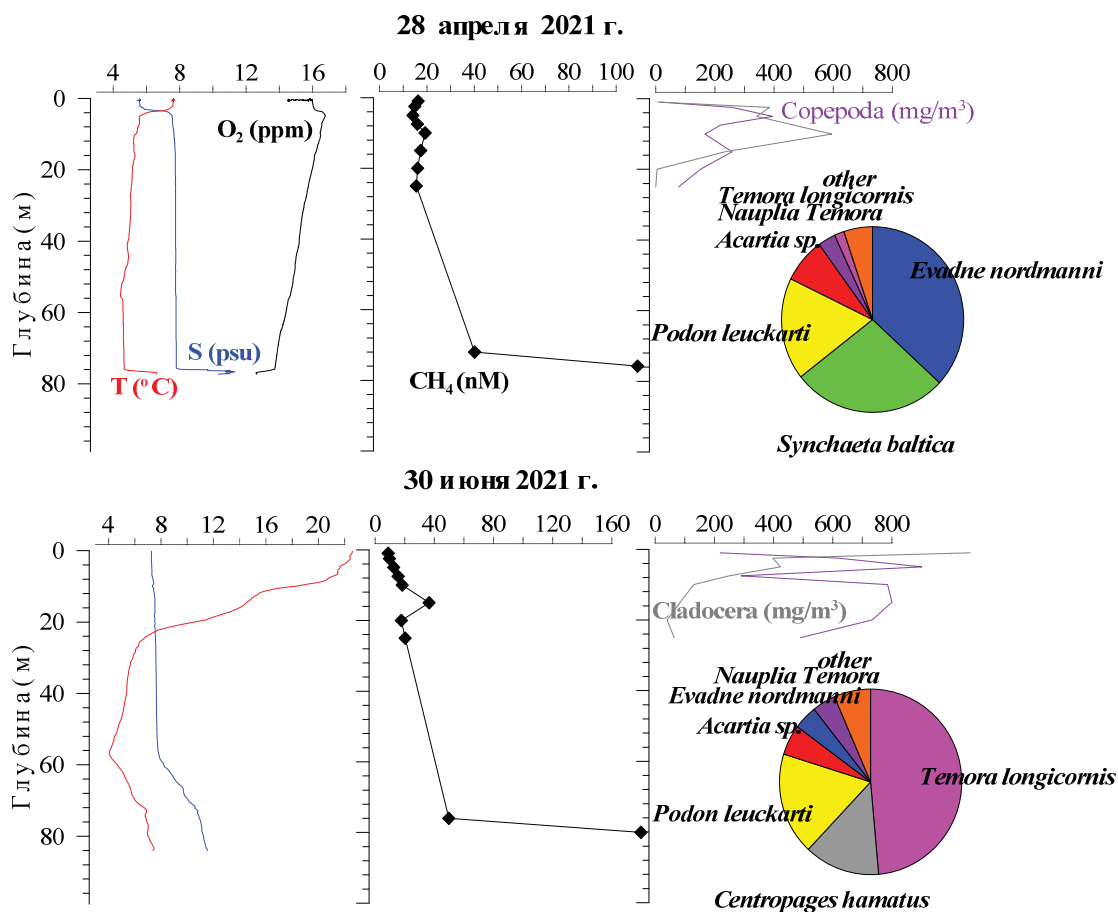 28 апреля 2021 г.
4 8 12 16
0 20 40 60 80 100
0 200 400 600 800
0
20
40
60
80
Глубина(м)
O₂ (ppm)
S (psu)
T (°C)
CH₄ (nM)
Copepoda (mg/m³)
other
Temora longicornis
Nauplia Temora
Acartia sp.
Evadne nordmanni
Podon leuckarti
Synchaeta baltica
30 июня 2021 г.
4 8 12 16 20
0 40 80 120 160
0 200 400 600 800
0
20
40
60
80
Глубина(м)
Cladocera (mg/m³)
other
Nauplia Temora
Evadne nordmanni
Acartia sp.
Temora longicornis
Podon leuckarti
Centropages hamatus